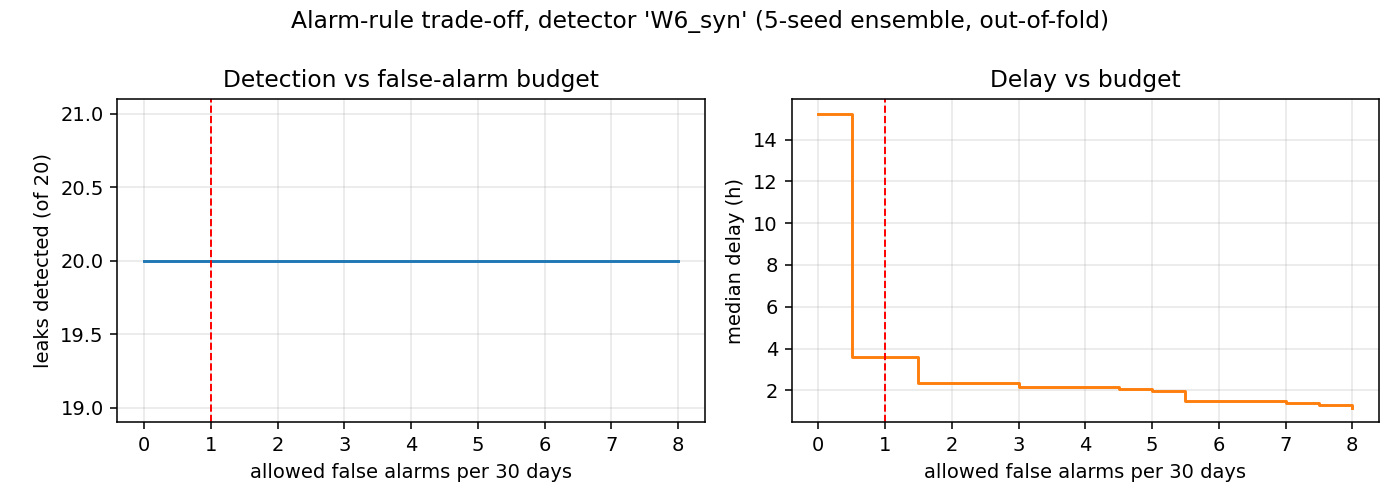 Alarm-rule trade-off, detector 'W6_syn' (5-seed ensemble, out-of-fold)
Detection vs false-alarm budget
leaks detected (of 20)
21.0
20.5
20.0
19.5
19.0
0 1 2 3 4 5 6 7 8
allowed false alarms per 30 days
Delay vs budget
median delay (h)
14
12
10
8
6
4
2
0 1 2 3 4 5 6 7 8
allowed false alarms per 30 days